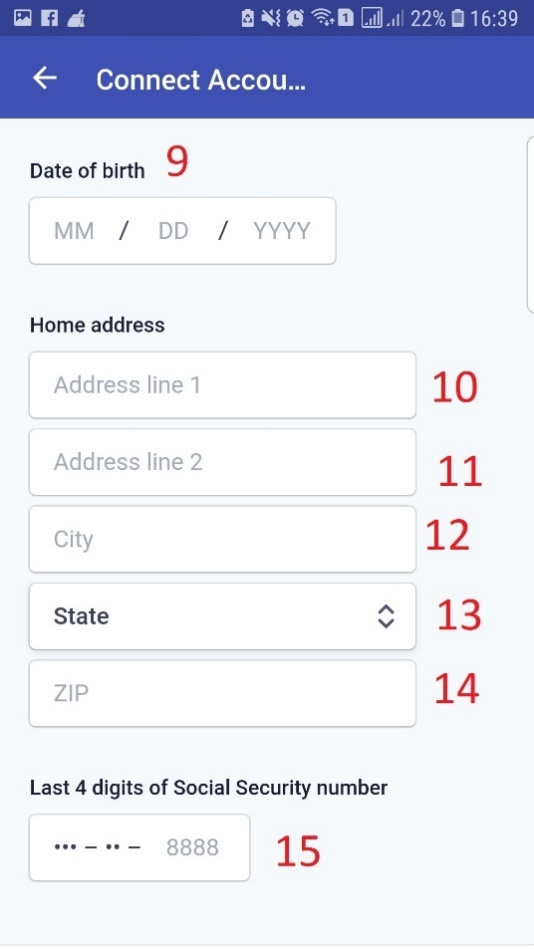 22% 16:39
Connect Accou...
Date of birth 9
MM / DD / YYYY
Home address
Address line 1 10
Address line 2 11
City 12
State 13
ZIP 14
Last 4 digits of Social Security number
••• – •• – 8888 15